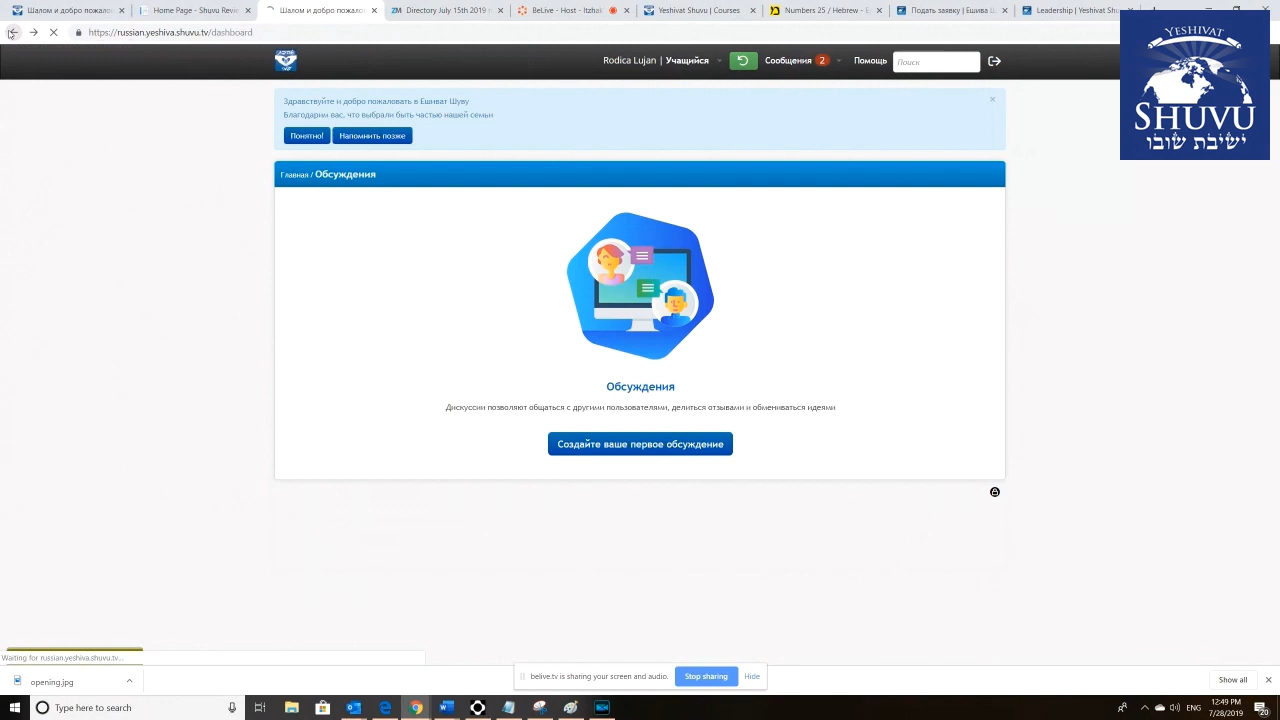 Шалом и добро пожалов
Home Page - Shuvu Reve
Шалом и добро пожалов
Directory July 15th 2019
BeLive - Host - Itzhak
Yeshivat Shuvu | Courses
Numbers 25 / Hebrew -
Подать заявку | Ешива
Leadership | Yeshivat Shu
https://russian.yeshiva.shuvu.tv/dashboard
Rodica Lujan | Учащийся
Сообщения 2
Помощь
Поиск
YESHIVAT
SHUVU
ישיבת שובו
Здравствуйте и добро пожаловать в Ешиват Шуву
Благодарим вас, что выбрали быть частью нашей семьи
Понятно! Напомнить позже
Главная / Обсуждения
Обсуждения
Дискуссии позволяют общаться с другими пользователями, делиться отзывами и обмениваться идеями
Создайте ваше первое обсуждение
Waiting for russian.yeshiva.shuvu.tv...
opening.jpg
belive.tv is sharing your screen and audio. Stop sharing Hide
Show all
Type here to search
ENG
12:49 PM
7/28/2019
20